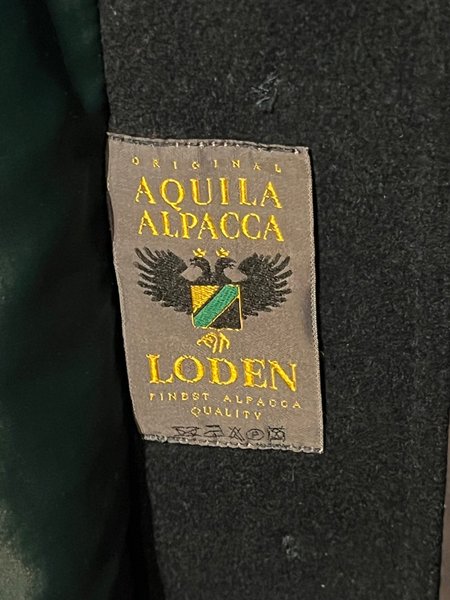 ORIGINAL
AQUILA
ALPACCA
LODEN
FINEST ALPACCA
QUALITY